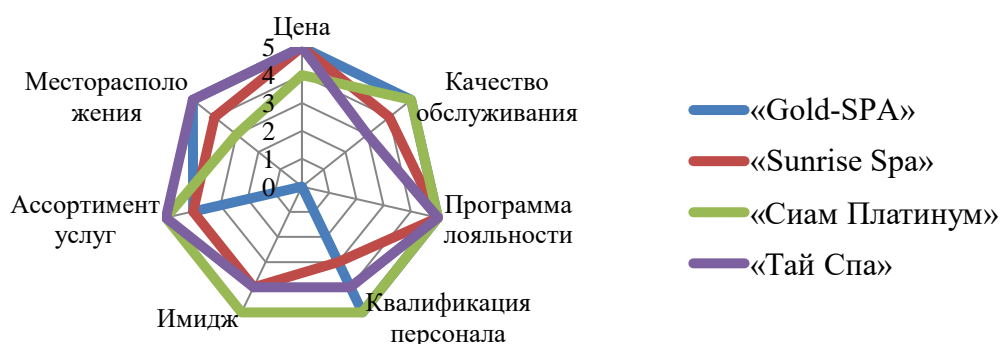 Цена
5
4
3
2
1
0
Качество
обслуживания
Программа
лояльности
Квалификация
персонала
Имидж
Ассортимент
услуг
Месторасполо
жения
«Gold-SPA»
«Sunrise Spa»
«Сиам Платинум»
«Тай Спа»